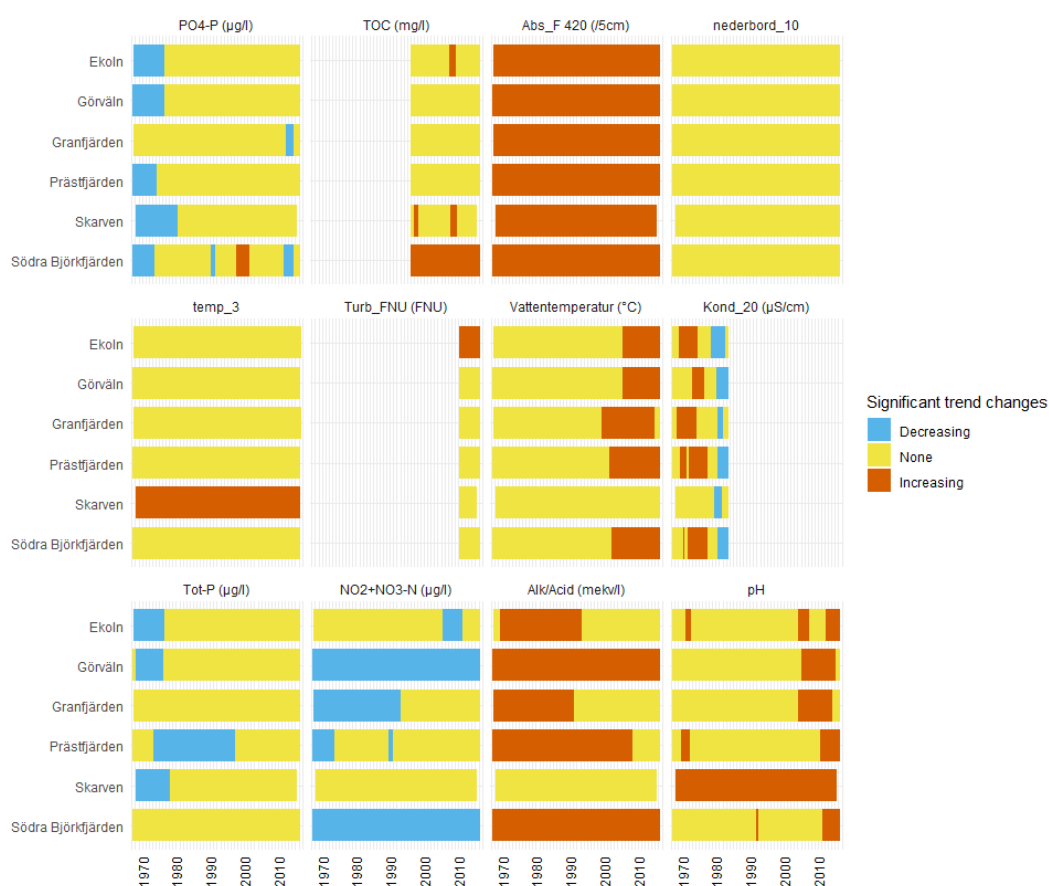 PO4-P (µg/l) TOC (mg/l) Abs_F 420 (/5cm) nederbord_10
Ekoln
Görväln
Granfjärden
Prästfjärden
Skarven
Södra Björkfjärden
temp_3 Turb_FNU (FNU) Vattentemperatur (°C) Kond_20 (µS/cm)
Ekoln
Görväln
Granfjärden
Prästfjärden
Skarven
Södra Björkfjärden
Significant trend changes
Decreasing
None
Increasing
Tot-P (µg/l) NO2+NO3-N (µg/l) Alk/Acid (mekv/l) pH
Ekoln
Görväln
Granfjärden
Prästfjärden
Skarven
Södra Björkfjärden
1970 1980 1990 2000 2010 1970 1980 1990 2000 2010 1970 1980 1990 2000 2010 1970 1980 1990 2000 2010